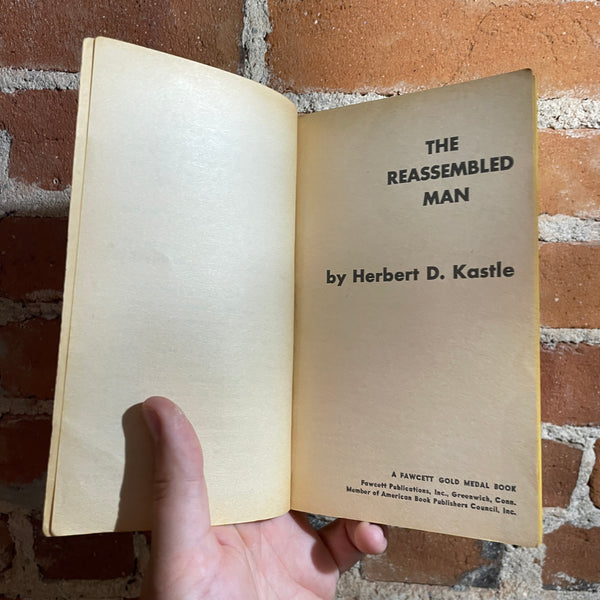 THE
REASSEMBLED
MAN
by Herbert D. Kastle
A FAWCETT GOLD MEDAL BOOK
Fawcett Publications, Inc., Greenwich, Conn.
Member of American Book Publishers Council, Inc.